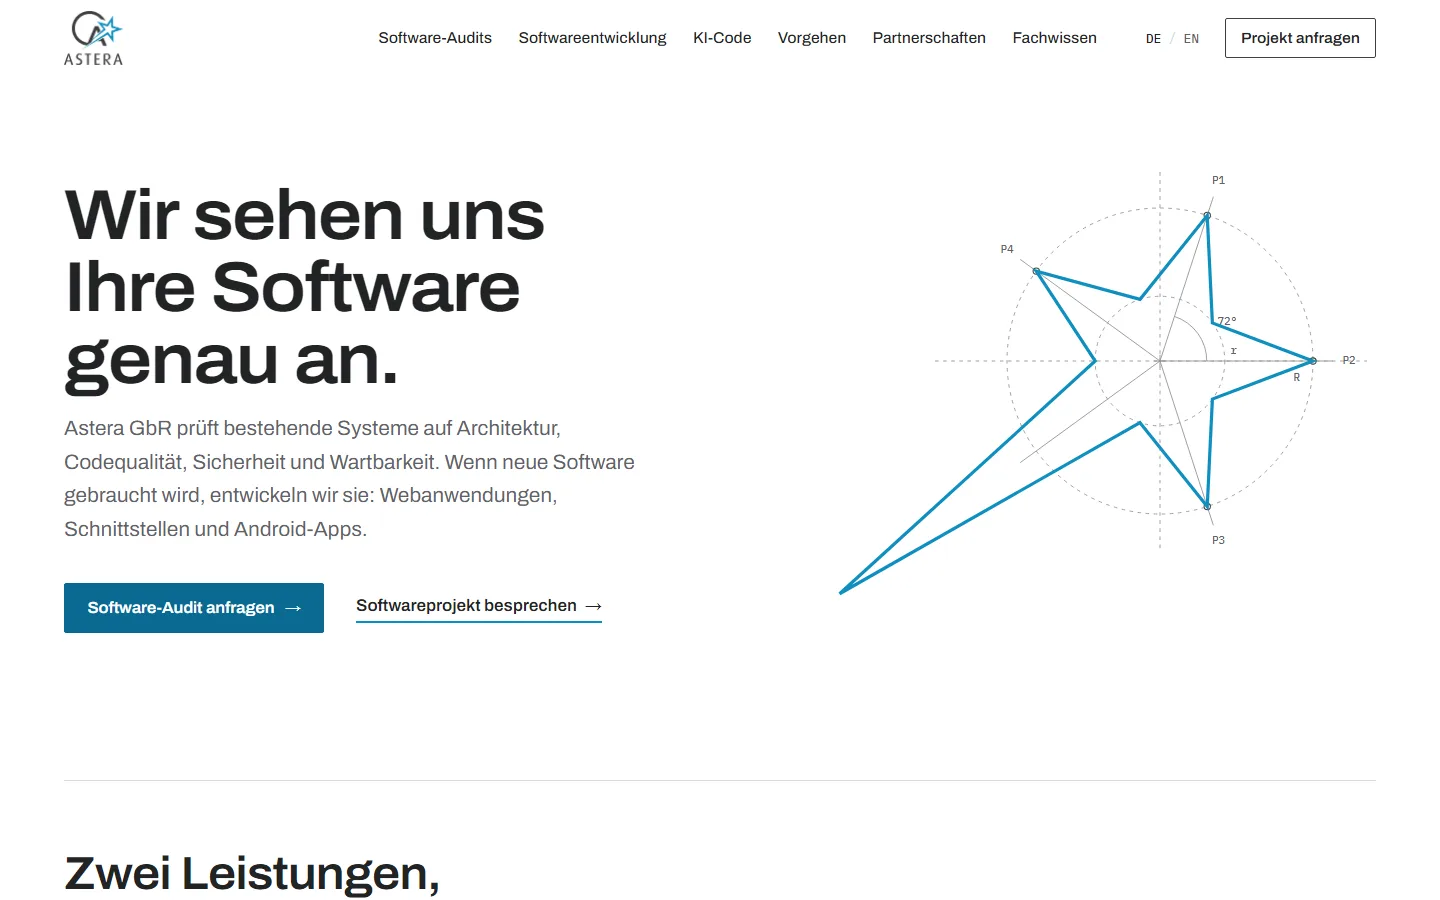 ASTERA
Software-Audits Softwareentwicklung KI-Code Vorgehen Partnerschaften Fachwissen DE / EN Projekt anfragen
Wir sehen uns
Ihre Software
genau an.
Astera GbR prüft bestehende Systeme auf Architektur,
Codequalität, Sicherheit und Wartbarkeit. Wenn neue Software
gebraucht wird, entwickeln wir sie: Webanwendungen,
Schnittstellen und Android-Apps.
Software-Audit anfragen →
Softwareprojekt besprechen →
P1
P4
72°
r
P2
R
P3
Zwei Leistungen,